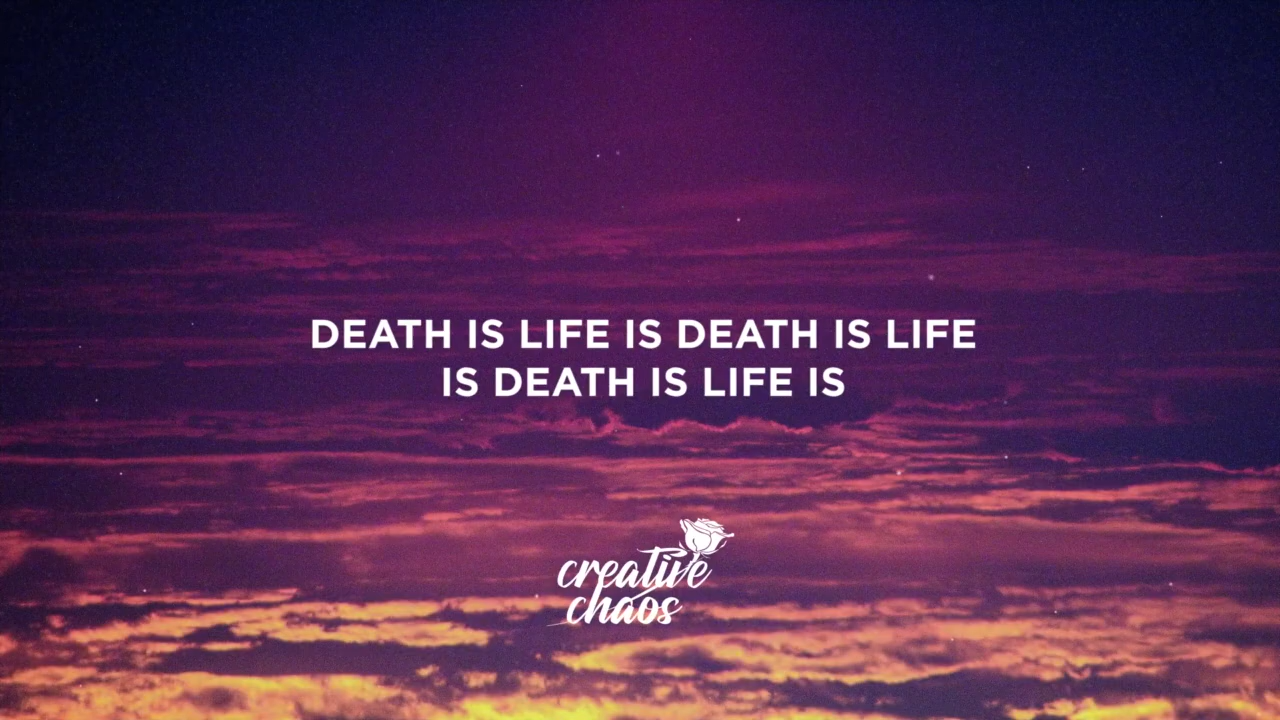 DEATH IS LIFE IS DEATH IS LIFE
IS DEATH IS LIFE IS
creative
chaos